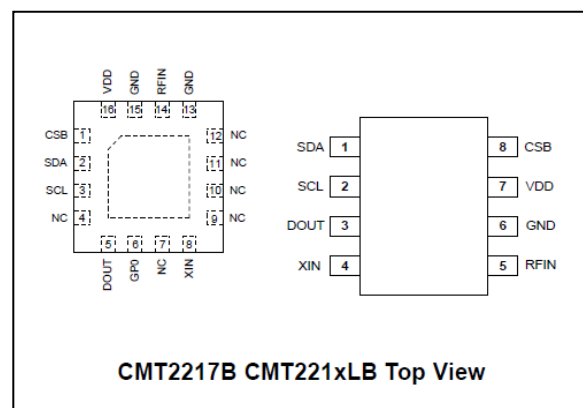 VDD GND RFIN GND
16 15 14 13
CSB 1 12 NC
SDA 2 11 NC
SCL 3 10 NC
NC 4 9 NC
5 6 7 8
DOUT GP0 NC XIN
SDA 1 8 CSB
SCL 2 7 VDD
DOUT 3 6 GND
XIN 4 5 RFIN
CMT2217B CMT221xLB Top View